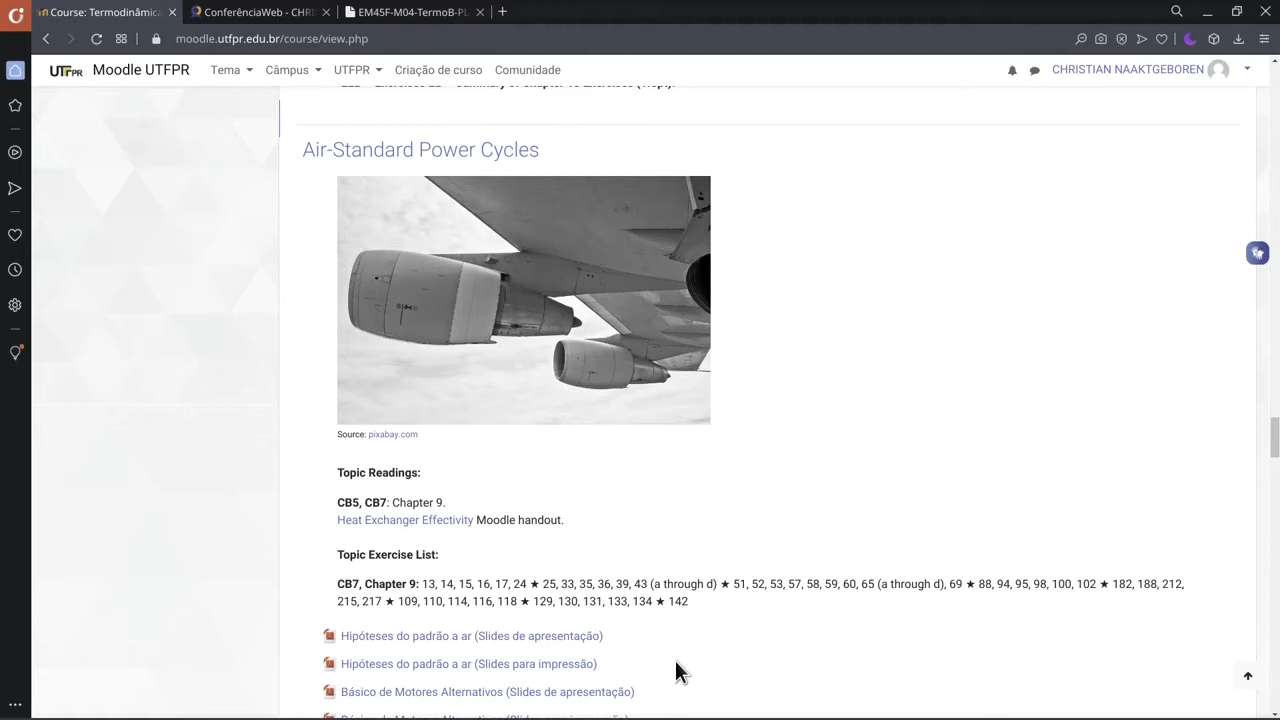 Course: Termodinâmica
ConferênciaWeb - CHRI
EM45F-M04-TermoB-PL
moodle.utfpr.edu.br/course/view.php
UTFPR Moodle UTFPR Tema Câmpus UTFPR Criação de curso Comunidade CHRISTIAN NAAKTGEBOREN
Air-Standard Power Cycles
Source: pixabay.com
Topic Readings:
CB5, CB7: Chapter 9.
Heat Exchanger Effectivity Moodle handout.
Topic Exercise List:
CB7, Chapter 9: 13, 14, 15, 16, 17, 24 ★ 25, 33, 35, 36, 39, 43 (a through d) ★ 51, 52, 53, 57, 58, 59, 60, 65 (a through d), 69 ★ 88, 94, 95, 98, 100, 102 ★ 182, 188, 212,
215, 217 ★ 109, 110, 114, 116, 118 ★ 129, 130, 131, 133, 134 ★ 142
Hipóteses do padrão a ar (Slides de apresentação)
Hipóteses do padrão a ar (Slides para impressão)
Básico de Motores Alternativos (Slides de apresentação)